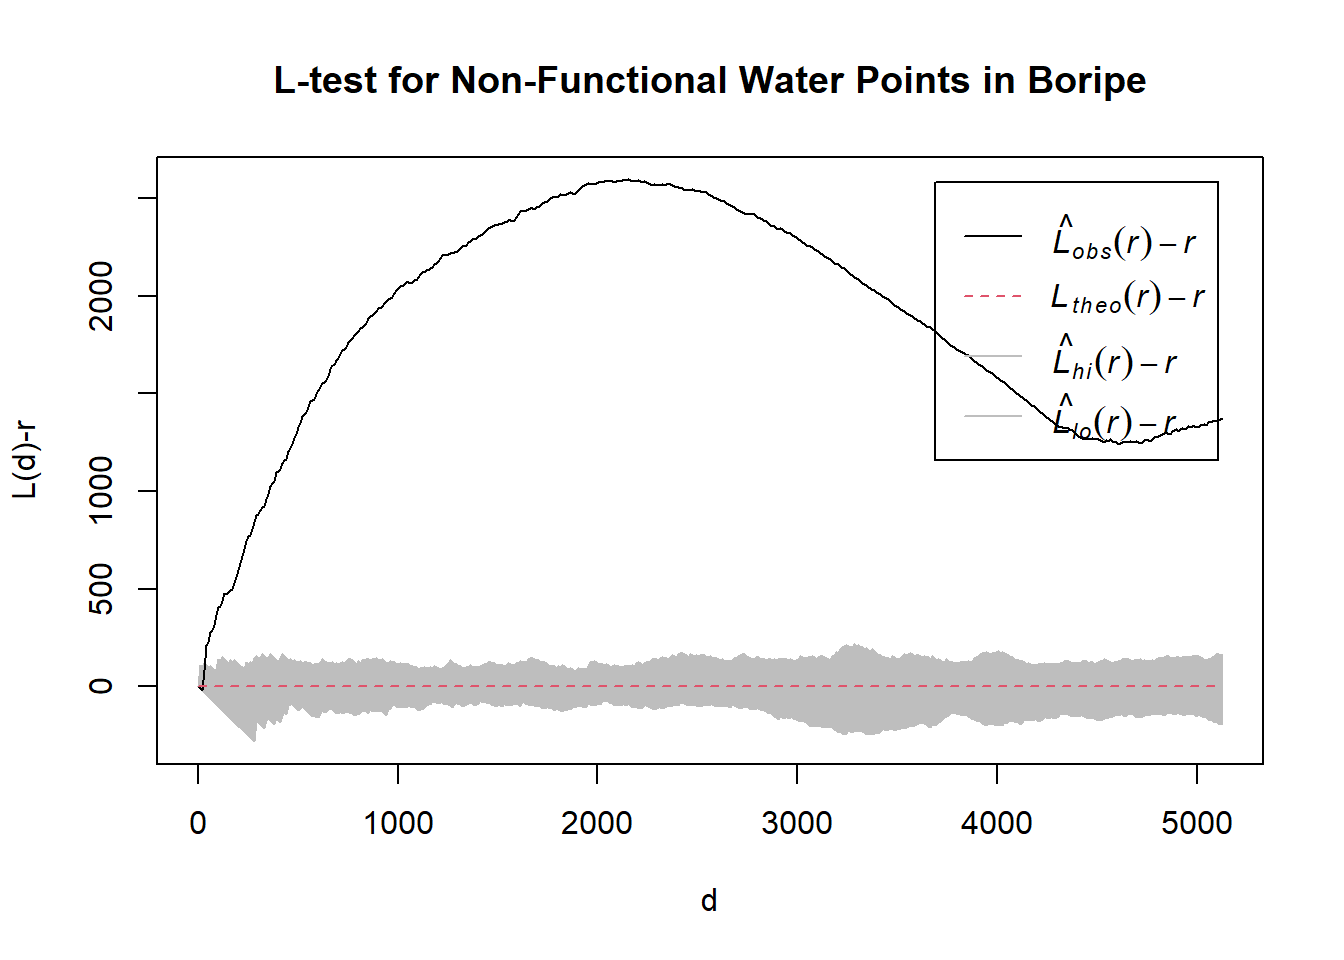 L-test for Non-Functional Water Points in Boripe
L̂obs(r) − r
Ltheo(r) − r
L̂hi(r) − r
L̂lo(r) − r
L(d)-r
2000
1000
500
0
0 1000 2000 3000 4000 5000
d